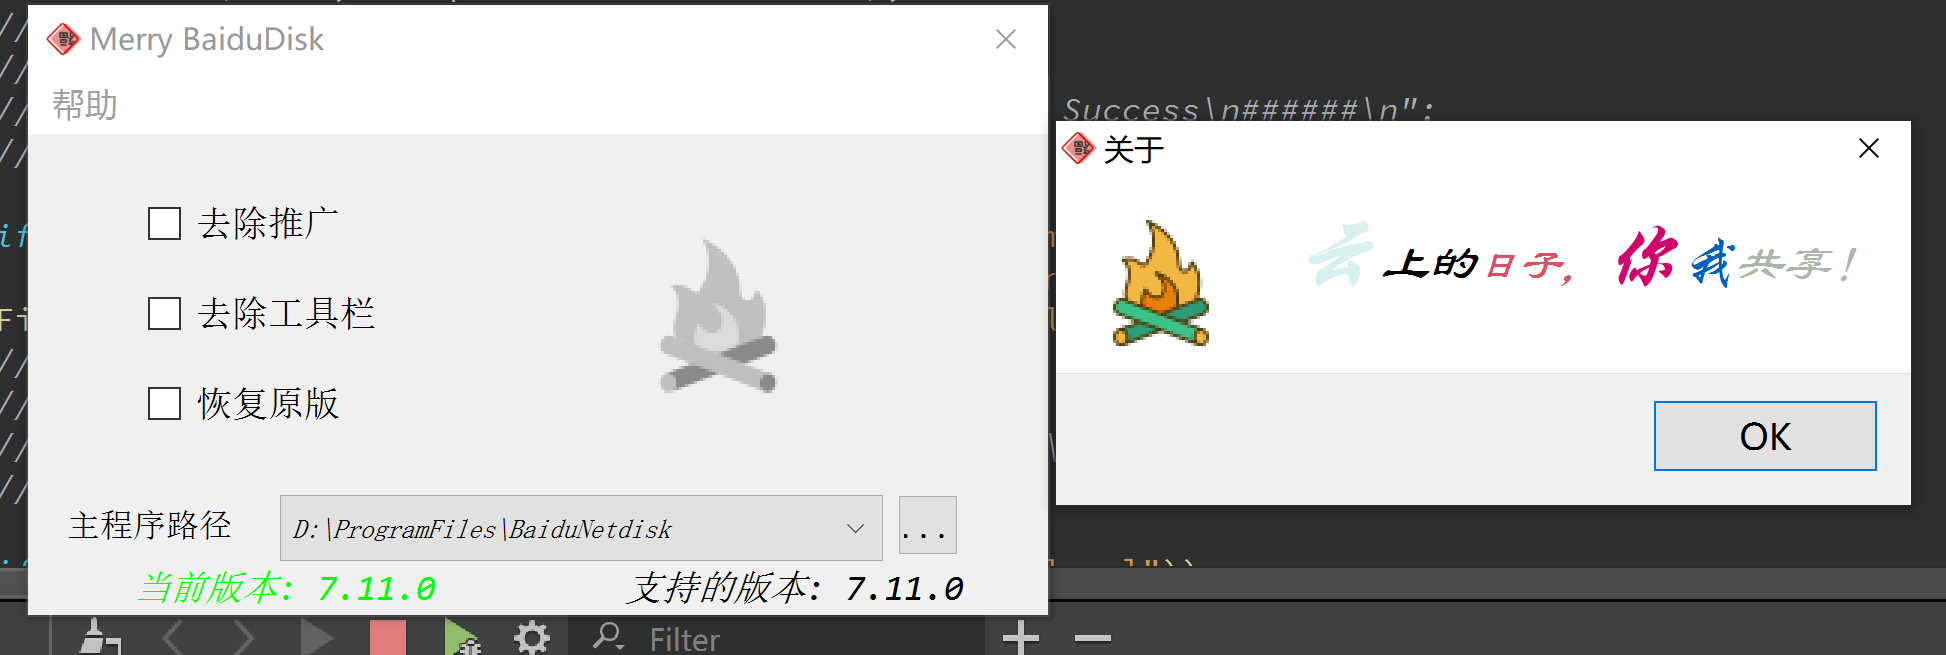 Merry BaiduDisk
帮助
去除推广
去除工具栏
恢复原版
主程序路径
D:\ProgramFiles\BaiduNetdisk
...
当前版本: 7.11.0
支持的版本: 7.11.0
Success\n######\n";
关于
云上的日子，你我共享！
OK
//
//
//
//
if
Fi
//
//
//
//
l"))
Filter